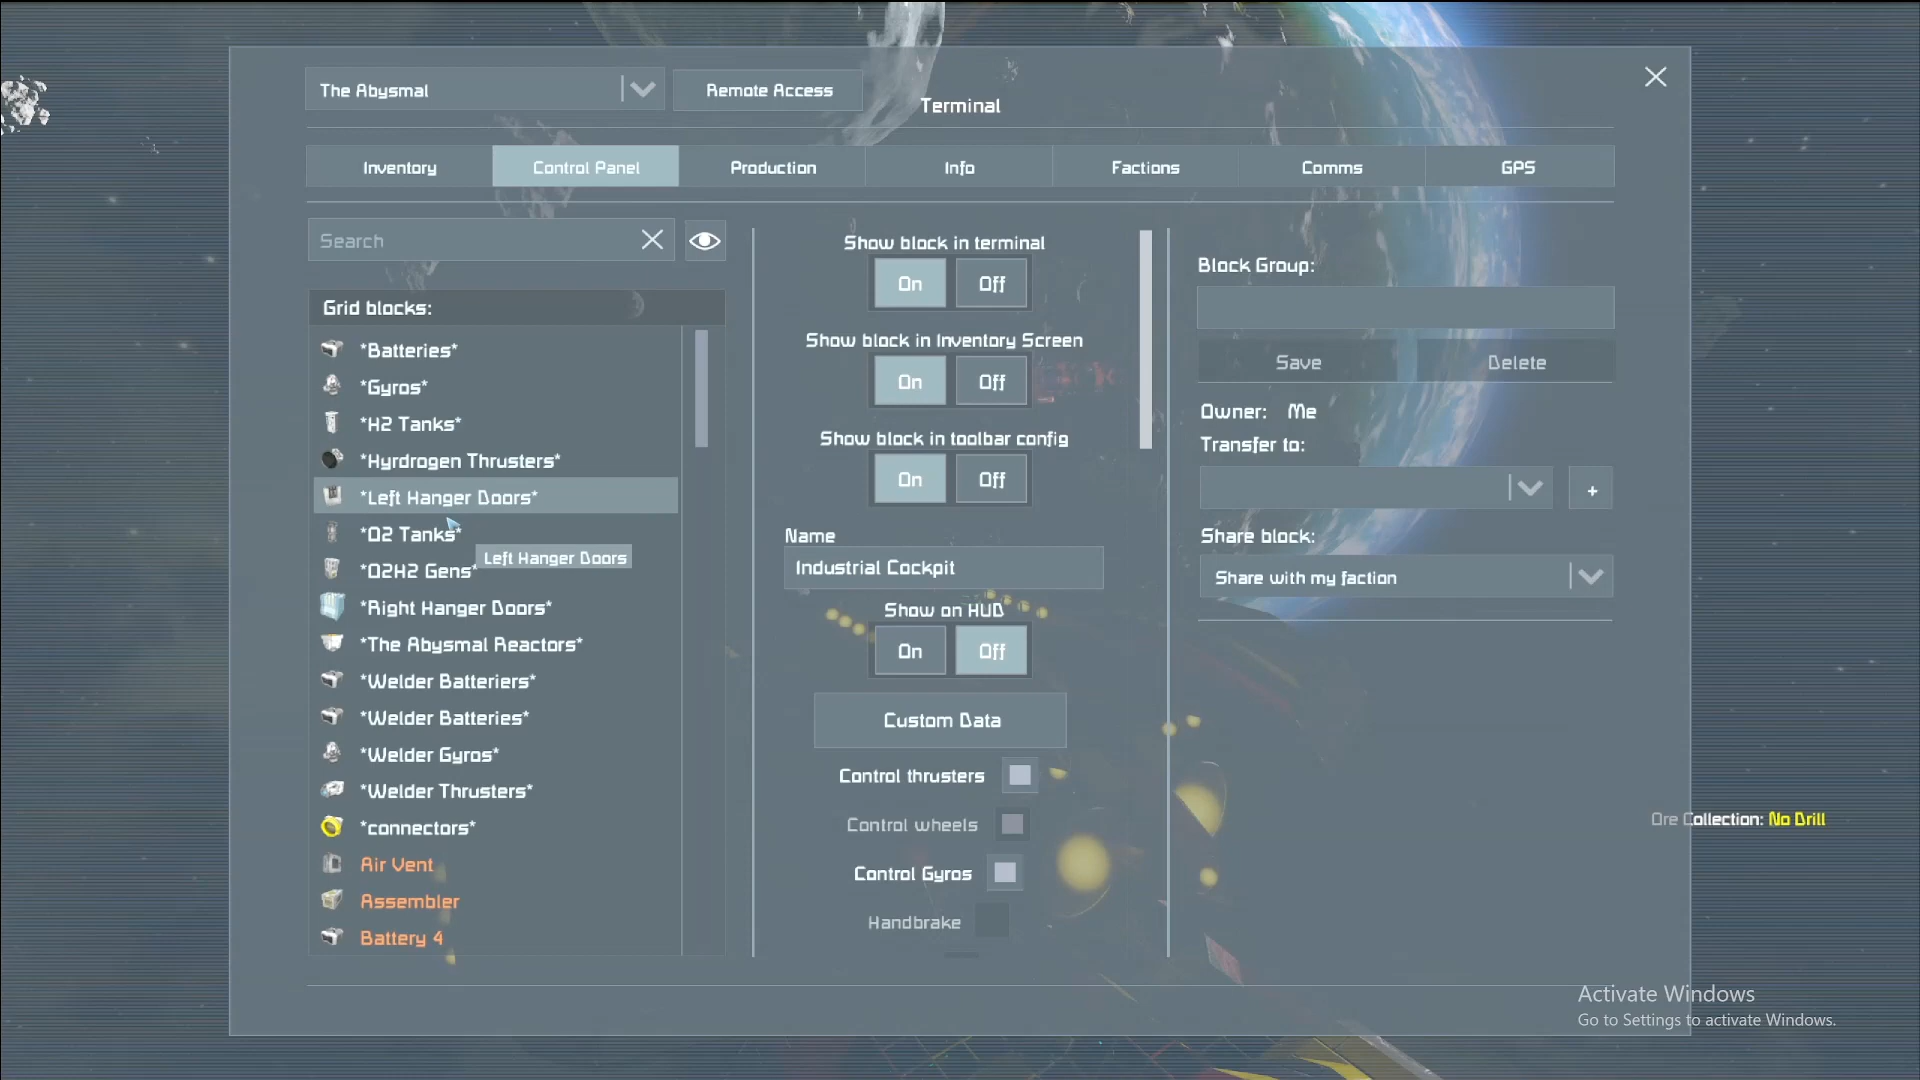 The Abysmal
Remote Access
Terminal
Inventory
Control Panel
Production
Info
Factions
Comms
GPS
Search
Grid blocks:
*Batteries*
*Gyros*
*H2 Tanks*
*Hyrdrogen Thrusters*
*Left Hanger Doors*
*O2 Tanks*
Left Hanger Doors
*O2H2 Gens*
*Right Hanger Doors*
*The Abysmal Reactors*
*Welder Batteriers*
*Welder Batteries*
*Welder Gyros*
*Welder Thrusters*
*connectors*
Air Vent
Assembler
Battery 4
Show block in terminal
On Off
Show block in Inventory Screen
On Off
Show block in toolbar config
On Off
Name
Industrial Cockpit
Show on HUD
On Off
Custom Data
Control thrusters
Control wheels
Control Gyros
Handbrake
Block Group:
Save Delete
Owner: Me
Transfer to:
+
Share block:
Share with my faction
Ore Collection: No Drill
Activate Windows
Go to Settings to activate Windows.